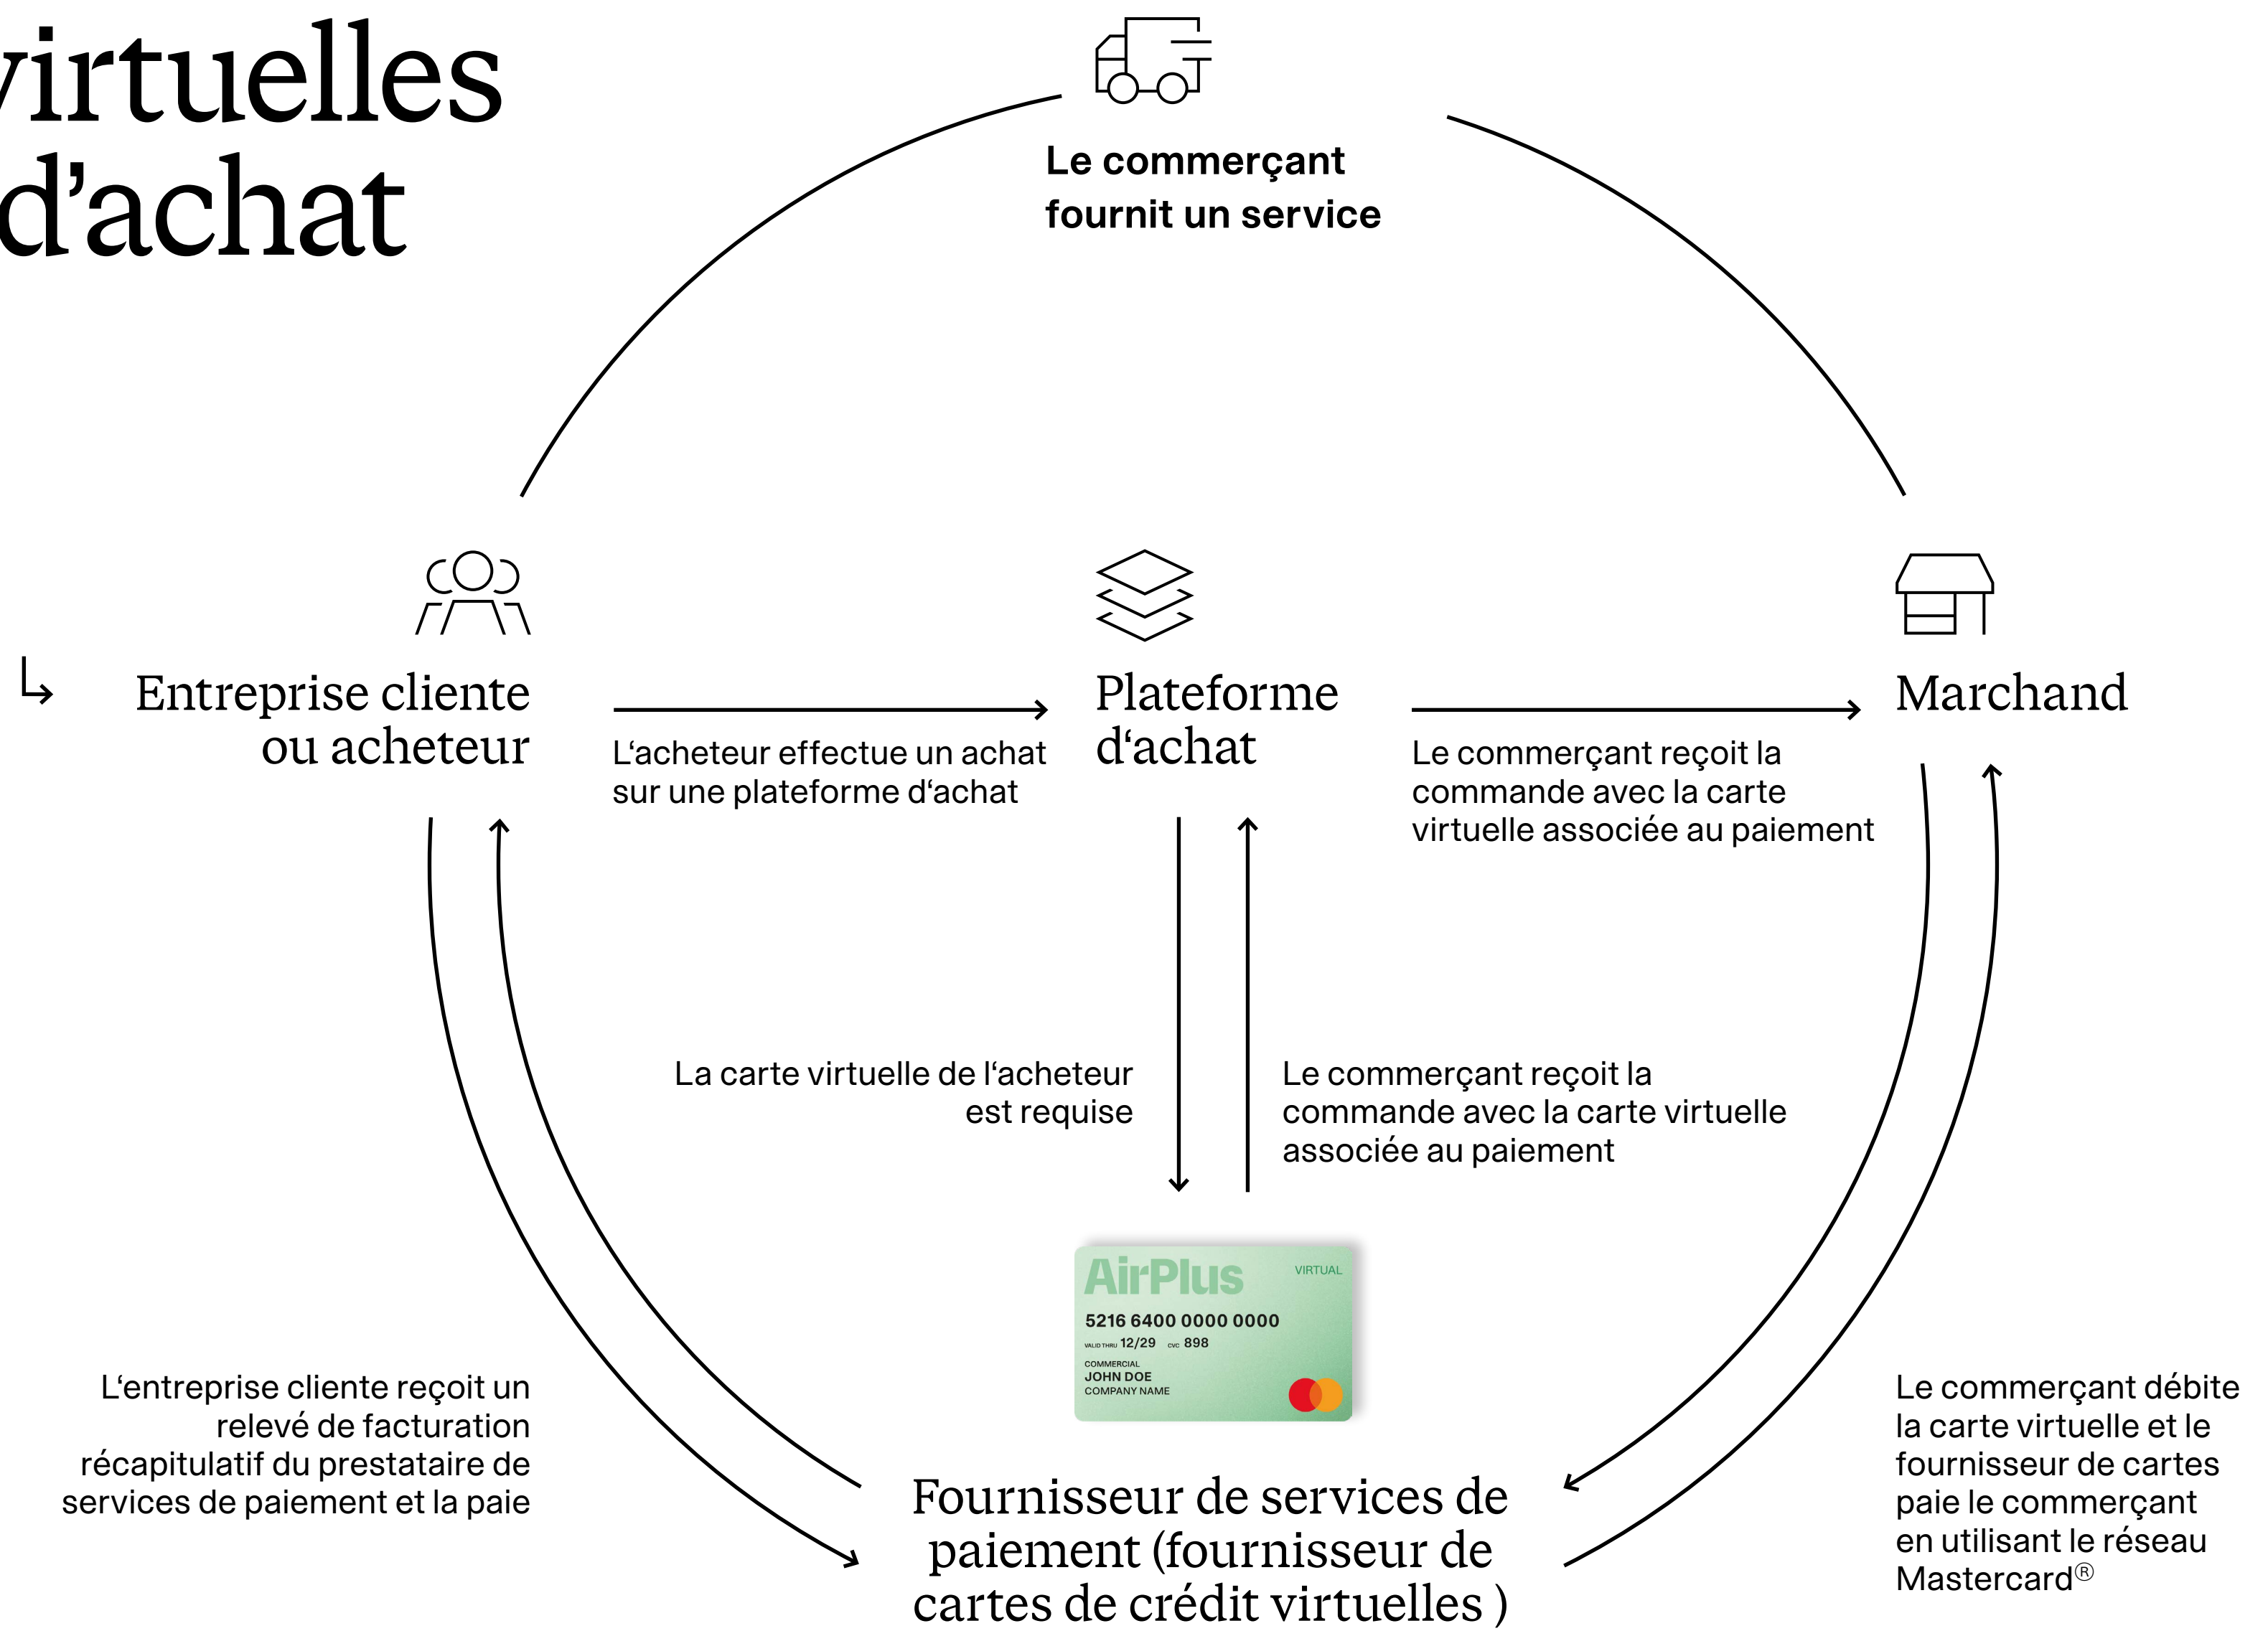 virtuelles
d’achat
Le commerçant
fournit un service
Entreprise cliente
ou acheteur
L‘acheteur effectue un achat
sur une plateforme d‘achat
Plateforme
d‘achat
Le commerçant reçoit la
commande avec la carte
virtuelle associée au paiement
Marchand
La carte virtuelle de l‘acheteur
est requise
Le commerçant reçoit la
commande avec la carte virtuelle
associée au paiement
AirPlus
VIRTUAL
5216 6400 0000 0000
VALID THRU 12/29 CVC 898
COMMERCIAL
JOHN DOE
COMPANY NAME
L‘entreprise cliente reçoit un
relevé de facturation
récapitulatif du prestataire de
services de paiement et la paie
Fournisseur de services de
paiement (fournisseur de
cartes de crédit virtuelles )
Le commerçant débite
la carte virtuelle et le
fournisseur de cartes
paie le commerçant
en utilisant le réseau
Mastercard®